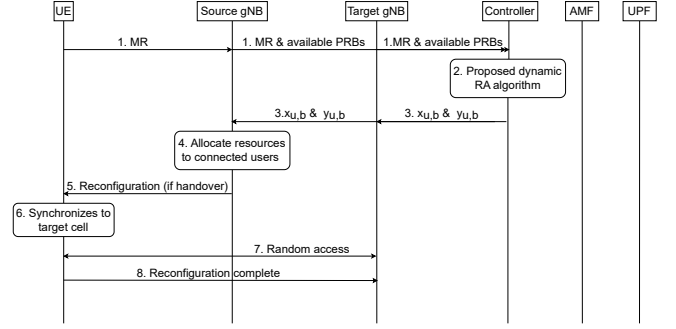 UE Source gNB Target gNB Controller AMF UPF
1. MR 1. MR & available PRBs 1.MR & available PRBs
2. Proposed dynamic
RA algorithm
3.xu,b & yu,b 3. xu,b & yu,b
4. Allocate resources
to connected users
5. Reconfiguration (if handover)
6. Synchronizes to
target cell
7. Random access
8. Reconfiguration complete